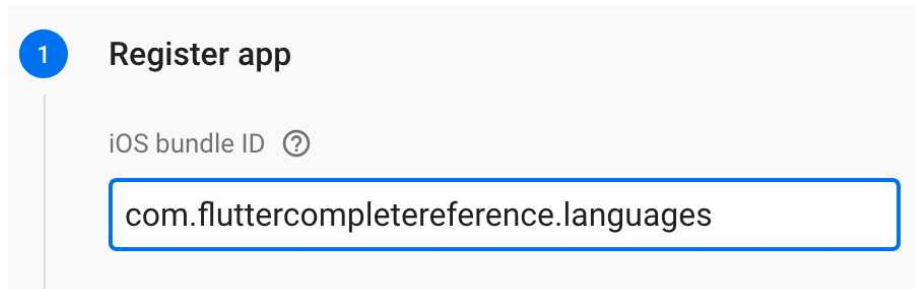 1 Register app
iOS bundle ID ?
com.fluttercompletereference.languages